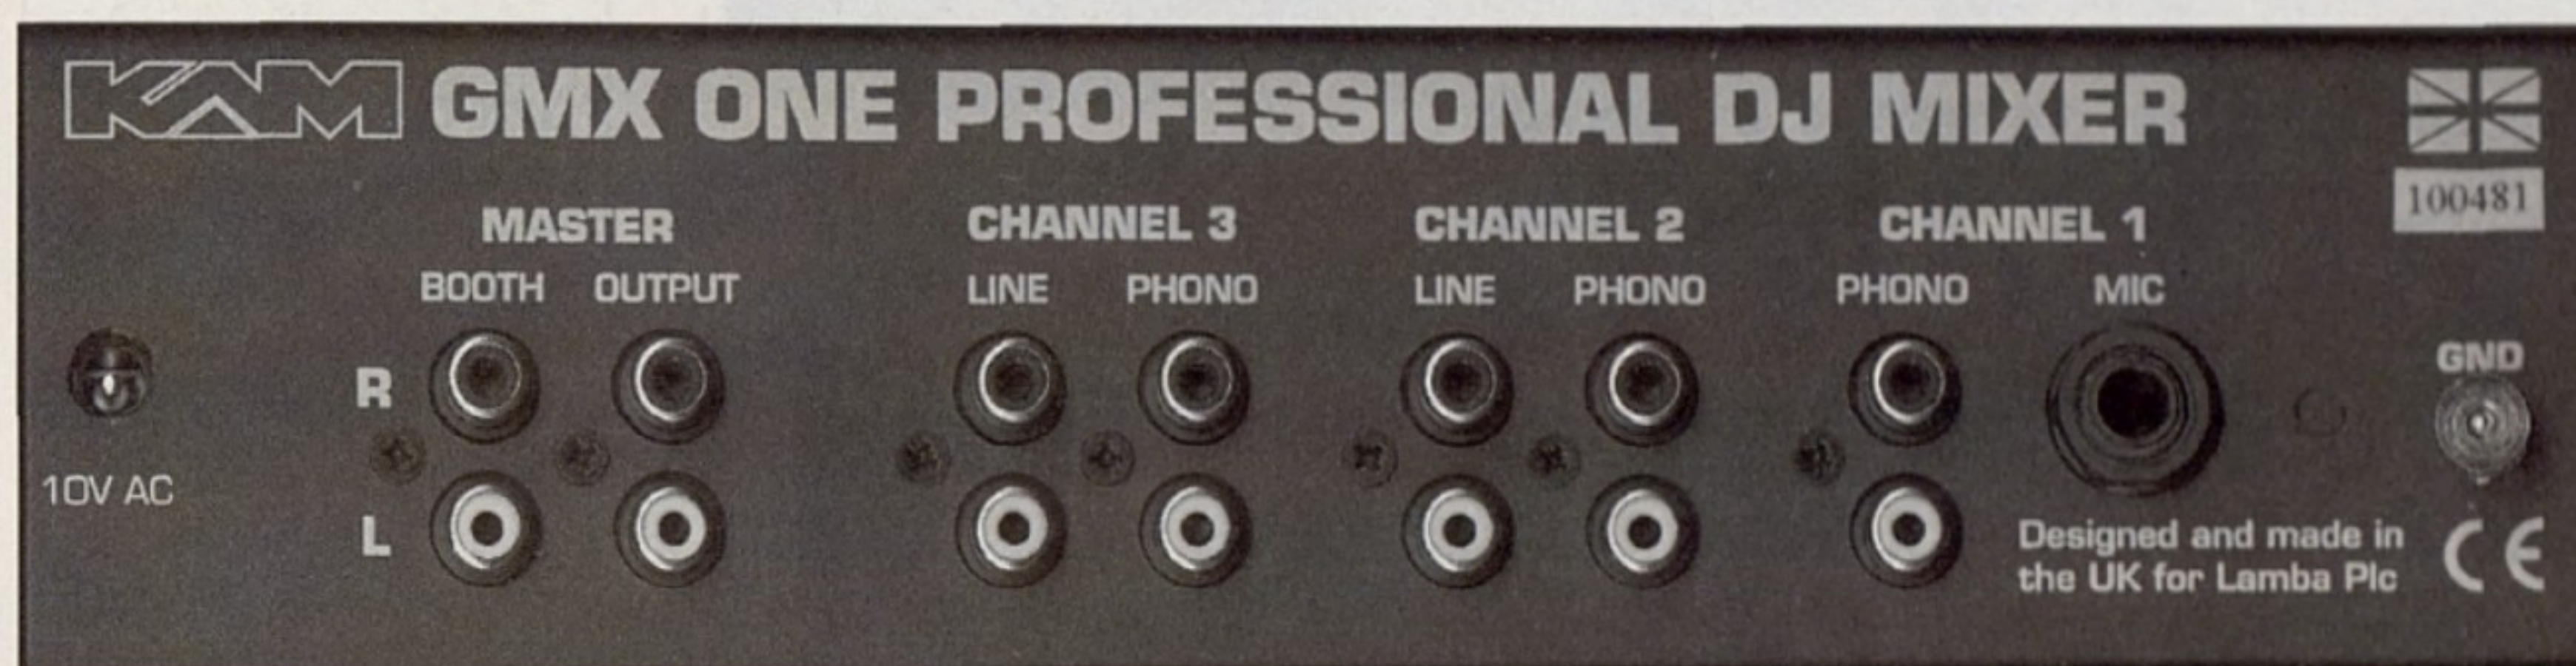 KAM GMX ONE PROFESSIONAL DJ MIXER
100481
MASTER CHANNEL 3 CHANNEL 2 CHANNEL 1
BOOTH OUTPUT LINE PHONO LINE PHONO PHONO MIC
GND
R
10V AC
L
Designed and made in
the UK for Lamba Plc
CE